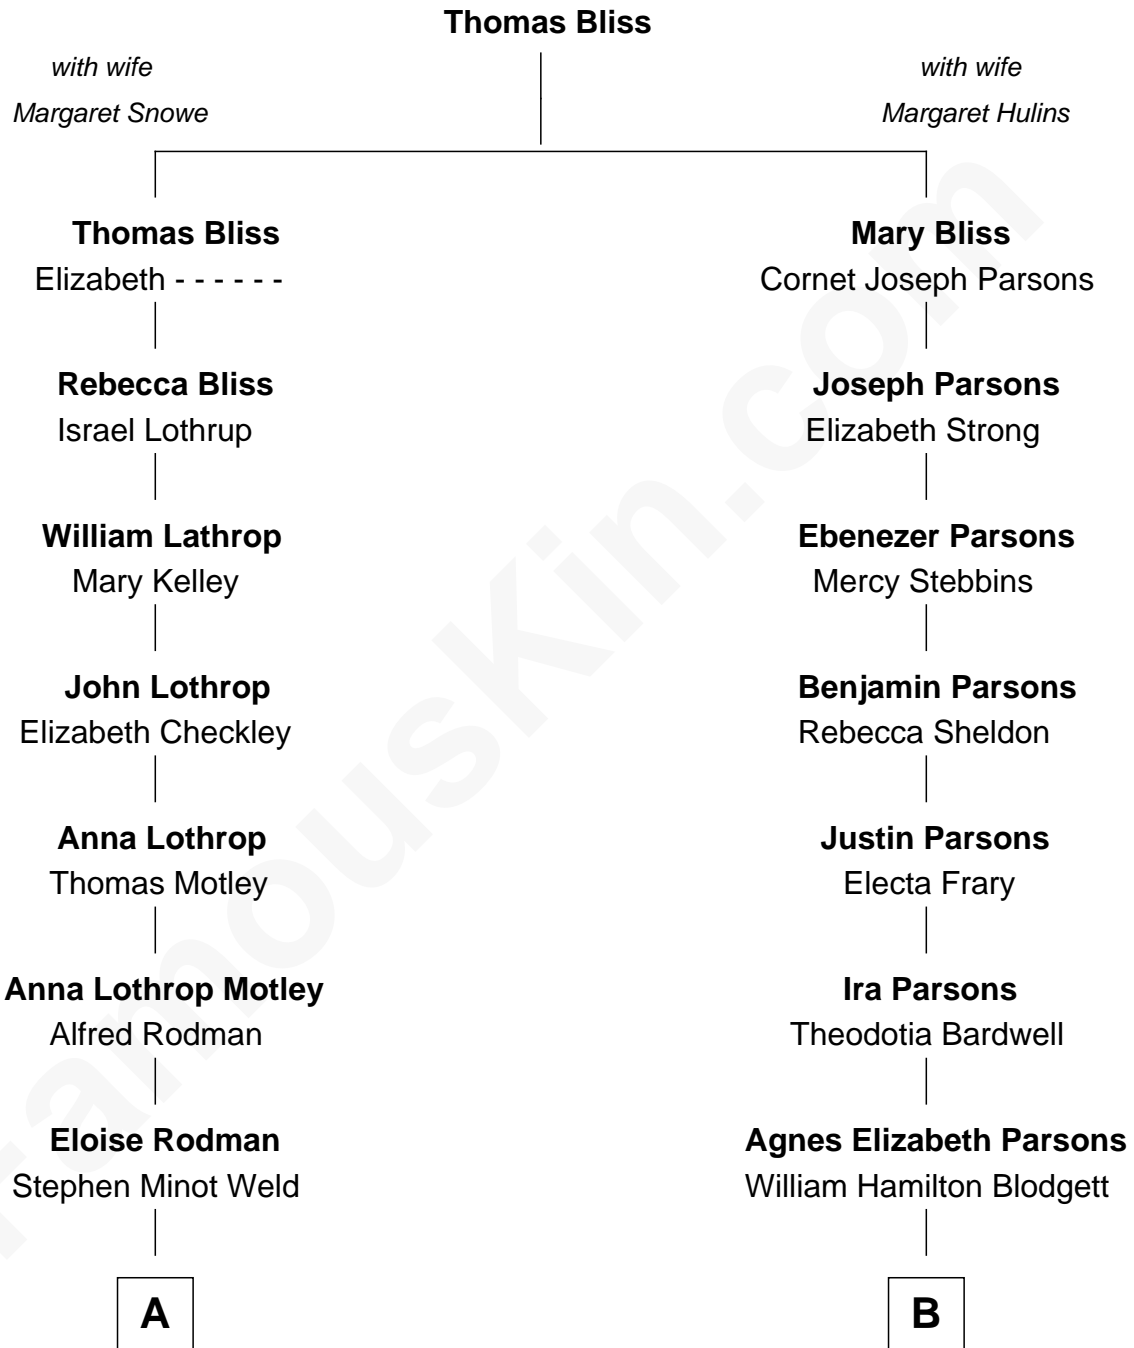 Thomas Bliss
with wife
Margaret Snowe
with wife
Margaret Hulins
Thomas Bliss
Elizabeth - - - - - -
Mary Bliss
Cornet Joseph Parsons
Rebecca Bliss
Israel Lothrup
Joseph Parsons
Elizabeth Strong
William Lathrop
Mary Kelley
Ebenezer Parsons
Mercy Stebbins
John Lothrop
Elizabeth Checkley
Benjamin Parsons
Rebecca Sheldon
Anna Lothrop
Thomas Motley
Justin Parsons
Electa Frary
Anna Lothrop Motley
Alfred Rodman
Ira Parsons
Theodotia Bardwell
Eloise Rodman
Stephen Minot Weld
Agnes Elizabeth Parsons
William Hamilton Blodgett
A
B
FamousKin.com